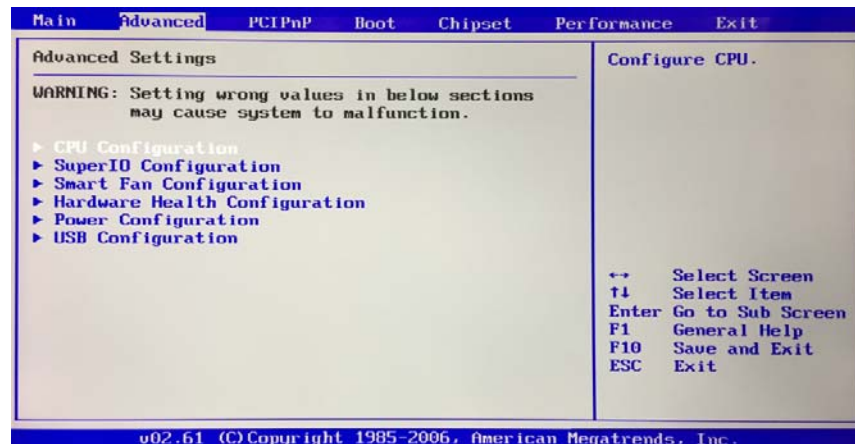 Main Advanced PCIPnP Boot Chipset Performance Exit
Advanced Settings
WARNING: Setting wrong values in below sections
may cause system to malfunction.
► CPU Configuration
► SuperIO Configuration
► Smart Fan Configuration
► Hardware Health Configuration
► Power Configuration
► USB Configuration
Configure CPU.
↔ Select Screen
↑↓ Select Item
Enter Go to Sub Screen
F1 General Help
F10 Save and Exit
ESC Exit
v02.61 (C)Copyright 1985-2006, American Megatrends, Inc.